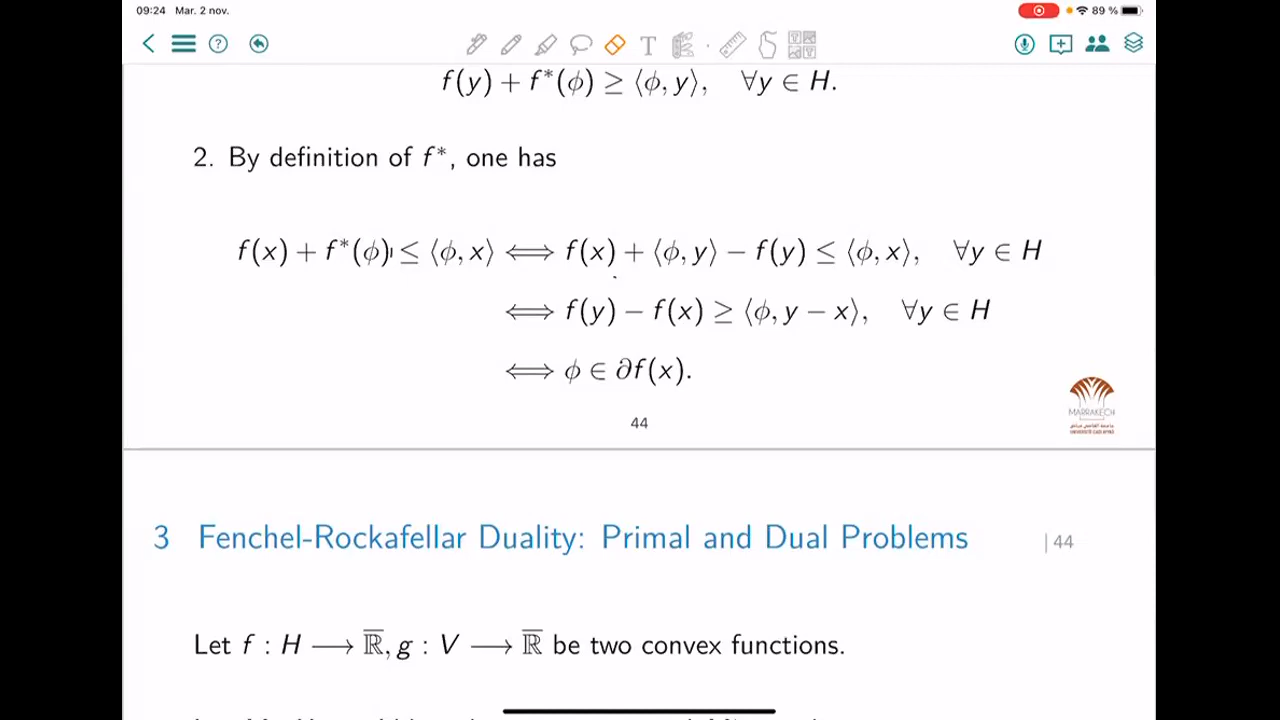 09:24 Mar. 2 nov. 89 %
f(y) + f*(ϕ) ≥ ⟨ϕ, y⟩, ∀y ∈ H.
2. By definition of f*, one has
f(x) + f*(ϕ) ≤ ⟨ϕ, x⟩ ⟺ f(x) + ⟨ϕ, y⟩ − f(y) ≤ ⟨ϕ, x⟩, ∀y ∈ H
⟺ f(y) − f(x) ≥ ⟨ϕ, y − x⟩, ∀y ∈ H
⟺ ϕ ∈ ∂f(x).
MARRAKECH
44
3 Fenchel-Rockafellar Duality: Primal and Dual Problems | 44
Let f : H ⟶ ℝ̅, g : V ⟶ ℝ̅ be two convex functions.